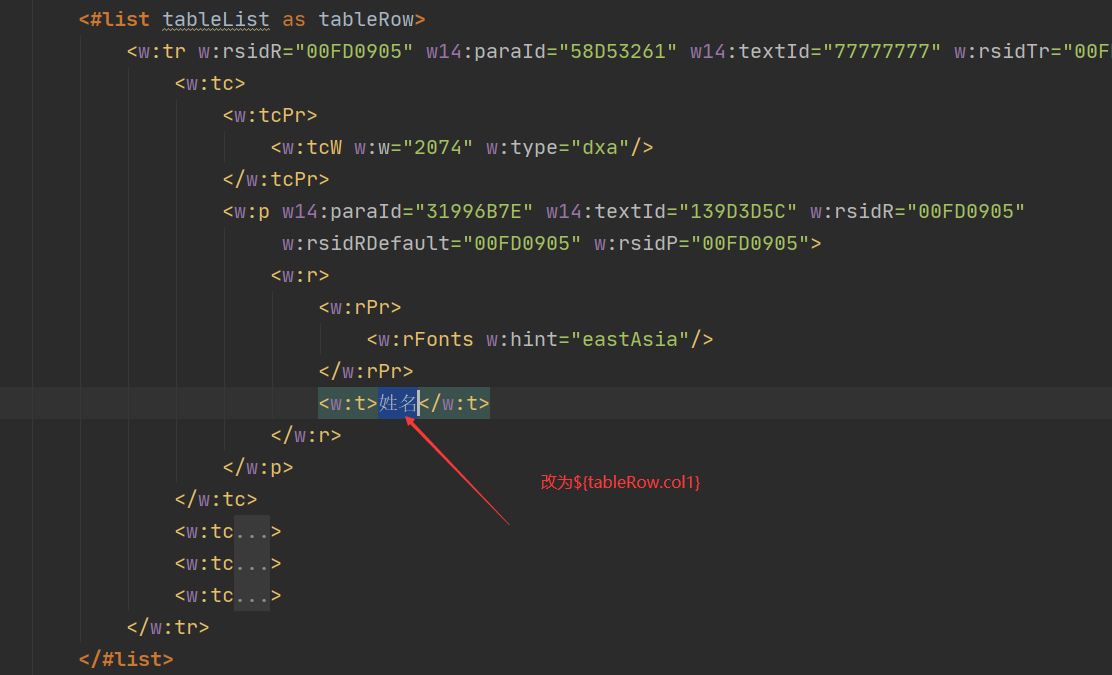 <#list tableList as tableRow>
<w:tr w:rsidR="00FD0905" w14:paraId="58D53261" w14:textId="77777777" w:rsidTr="00F
<w:tc>
<w:tcPr>
<w:tcW w:w="2074" w:type="dxa"/>
</w:tcPr>
<w:p w14:paraId="31996B7E" w14:textId="139D3D5C" w:rsidR="00FD0905"
w:rsidRDefault="00FD0905" w:rsidP="00FD0905">
<w:r>
<w:rPr>
<w:rFonts w:hint="eastAsia"/>
</w:rPr>
<w:t>姓名</w:t>
</w:r>
改为${tableRow.col1}
</w:p>
</w:tc>
<w:tc...>
<w:tc...>
<w:tc...>
</w:tr>
</#list>